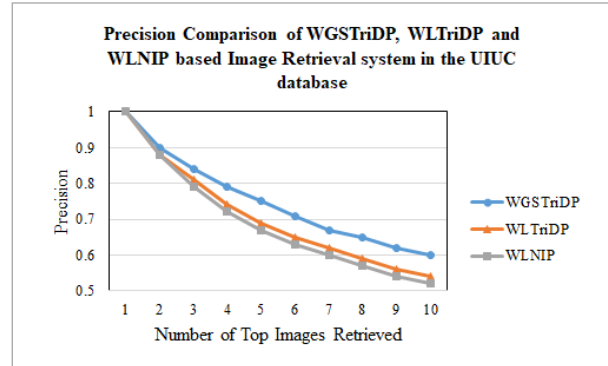 Precision Comparison of WGSTriDP, WLTriDP and
WLNIP based Image Retrieval system in the UIUC
database
1
0.9
0.8
0.7
0.6
0.5
Precision
1 2 3 4 5 6 7 8 9 10
Number of Top Images Retrieved
WGSTriDP
WLTriDP
WLNIP